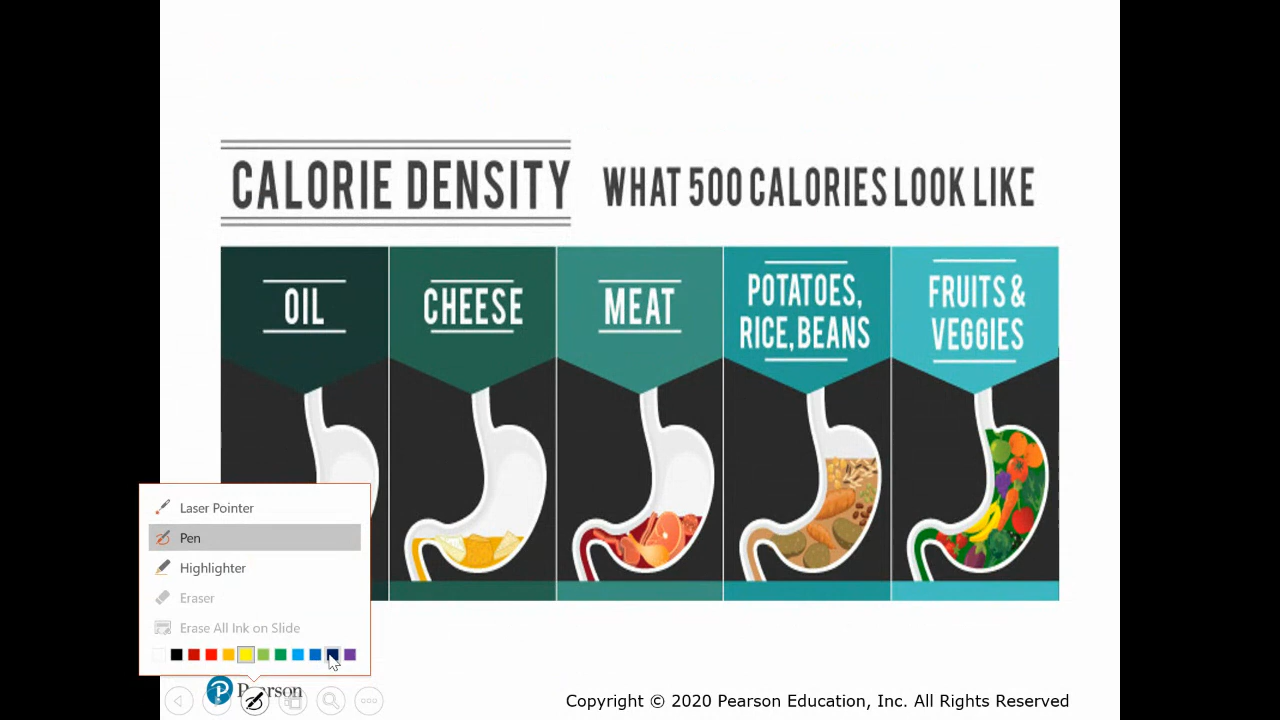 CALORIE DENSITY
WHAT 500 CALORIES LOOK LIKE
OIL
CHEESE
MEAT
POTATOES,
RICE, BEANS
FRUITS &
VEGGIES
Laser Pointer
Pen
Highlighter
Eraser
Erase All Ink on Slide
Pearson
Copyright © 2020 Pearson Education, Inc. All Rights Reserved